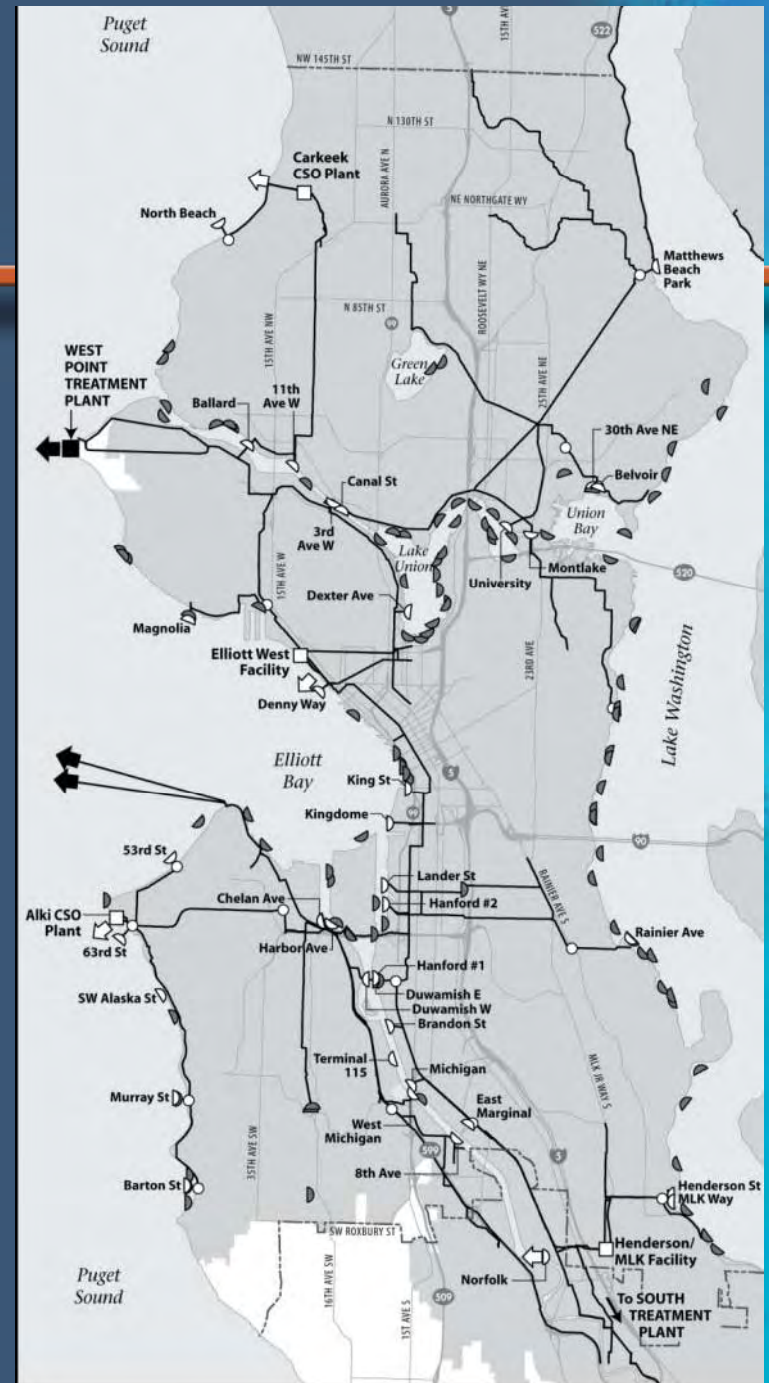 Puget
Sound
5
15TH AV
522
NW 145TH ST
N 130TH ST
AURORA AVE N
Carkeek
CSO Plant
NE NORTHGATE WY
North Beach
ROOSEVELT WY NE
Matthews
Beach
Park
N 85TH ST
15TH AVE NW
Green
Lake
25TH AVE NE
WEST
POINT
TREATMENT
PLANT
11th
Ave W
Ballard
30th Ave NE
Belvoir
Canal St
3rd
Ave W
Union
Bay
Lake
Union
15TH AVE W
University
Montlake
520
Dexter Ave
Magnolia
Elliott West
Facility
23RD AVE
Denny Way
Lake Washington
Elliott
Bay
5
King St
Kingdome
90
53rd St
Lander St
RAINIER AVE S
Chelan Ave
Hanford #2
Alki CSO
Plant
63rd St
Harbor Ave
Rainier Ave
Hanford #1
SW Alaska St
Duwamish E
Duwamish W
Brandon St
Terminal
115
Michigan
MLK JR WAY S
Murray St
East
Marginal
West
Michigan
599
35TH AVE SW
8th Ave
5
Barton St
Henderson St
MLK Way
SW ROXBURY ST
Henderson/
MLK Facility
Norfolk
Puget
Sound
16TH AVE SW
1ST AVE S
509
To SOUTH
TREATMENT
PLANT